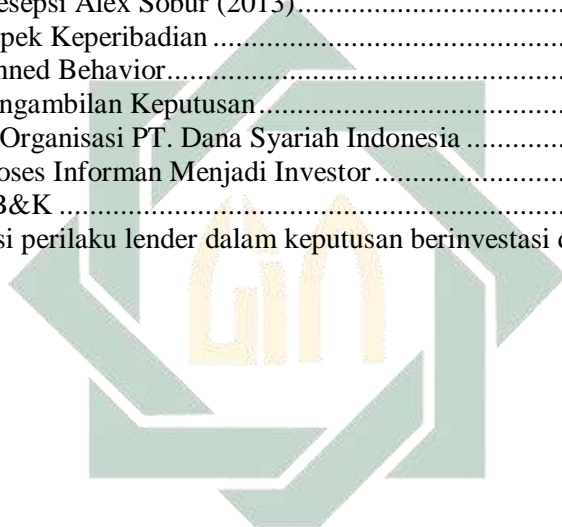 esepsi Alex Sobur (2013)..............................................
pek Keperibadian ............................................................
nned Behavior...................................................................
ngambilan Keputusan.....................................................
Organisasi PT. Dana Syariah Indonesia ..................
oses Informan Menjadi Investor.................................
B&K ....................................................................................
si perilaku lender dalam keputusan berinvestasi d